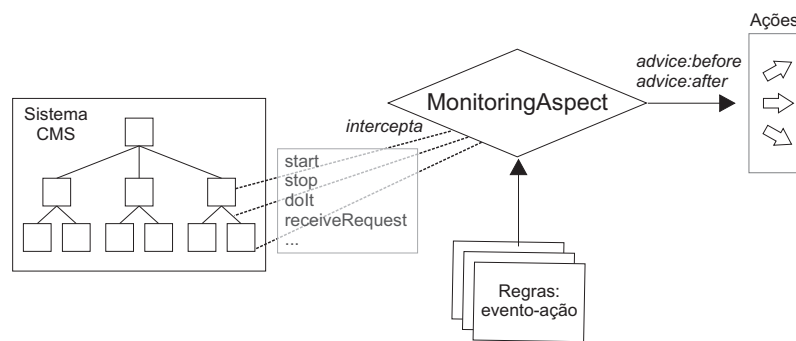 Ações
advice:before
advice:after
MonitoringAspect
Sistema
CMS
intercepta
start
stop
doIt
receiveRequest
...
Regras:
evento-ação